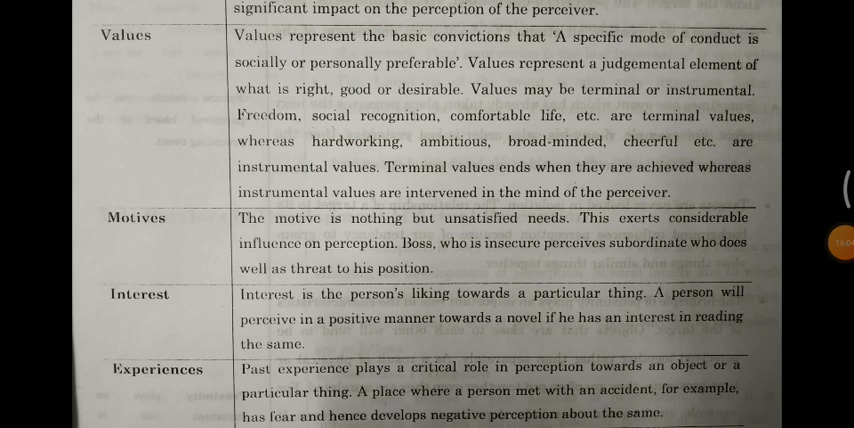 significant impact on the perception of the perceiver.
Values
Values represent the basic convictions that 'A specific mode of conduct is
socially or personally preferable'. Values represent a judgemental element of
what is right, good or desirable. Values may be terminal or instrumental.
Freedom, social recognition, comfortable life, etc. are terminal values,
whereas hardworking, ambitious, broad-minded, cheerful etc. are
instrumental values. Terminal values ends when they are achieved whereas
instrumental values are intervened in the mind of the perceiver.
Motives
The motive is nothing but unsatisfied needs. This exerts considerable
influence on perception. Boss, who is insecure perceives subordinate who does
well as threat to his position.
Interest
Interest is the person's liking towards a particular thing. A person will
perceive in a positive manner towards a novel if he has an interest in reading
the same.
Experiences
Past experience plays a critical role in perception towards an object or a
particular thing. A place where a person met with an accident, for example,
has fear and hence develops negative perception about the same.
16:04